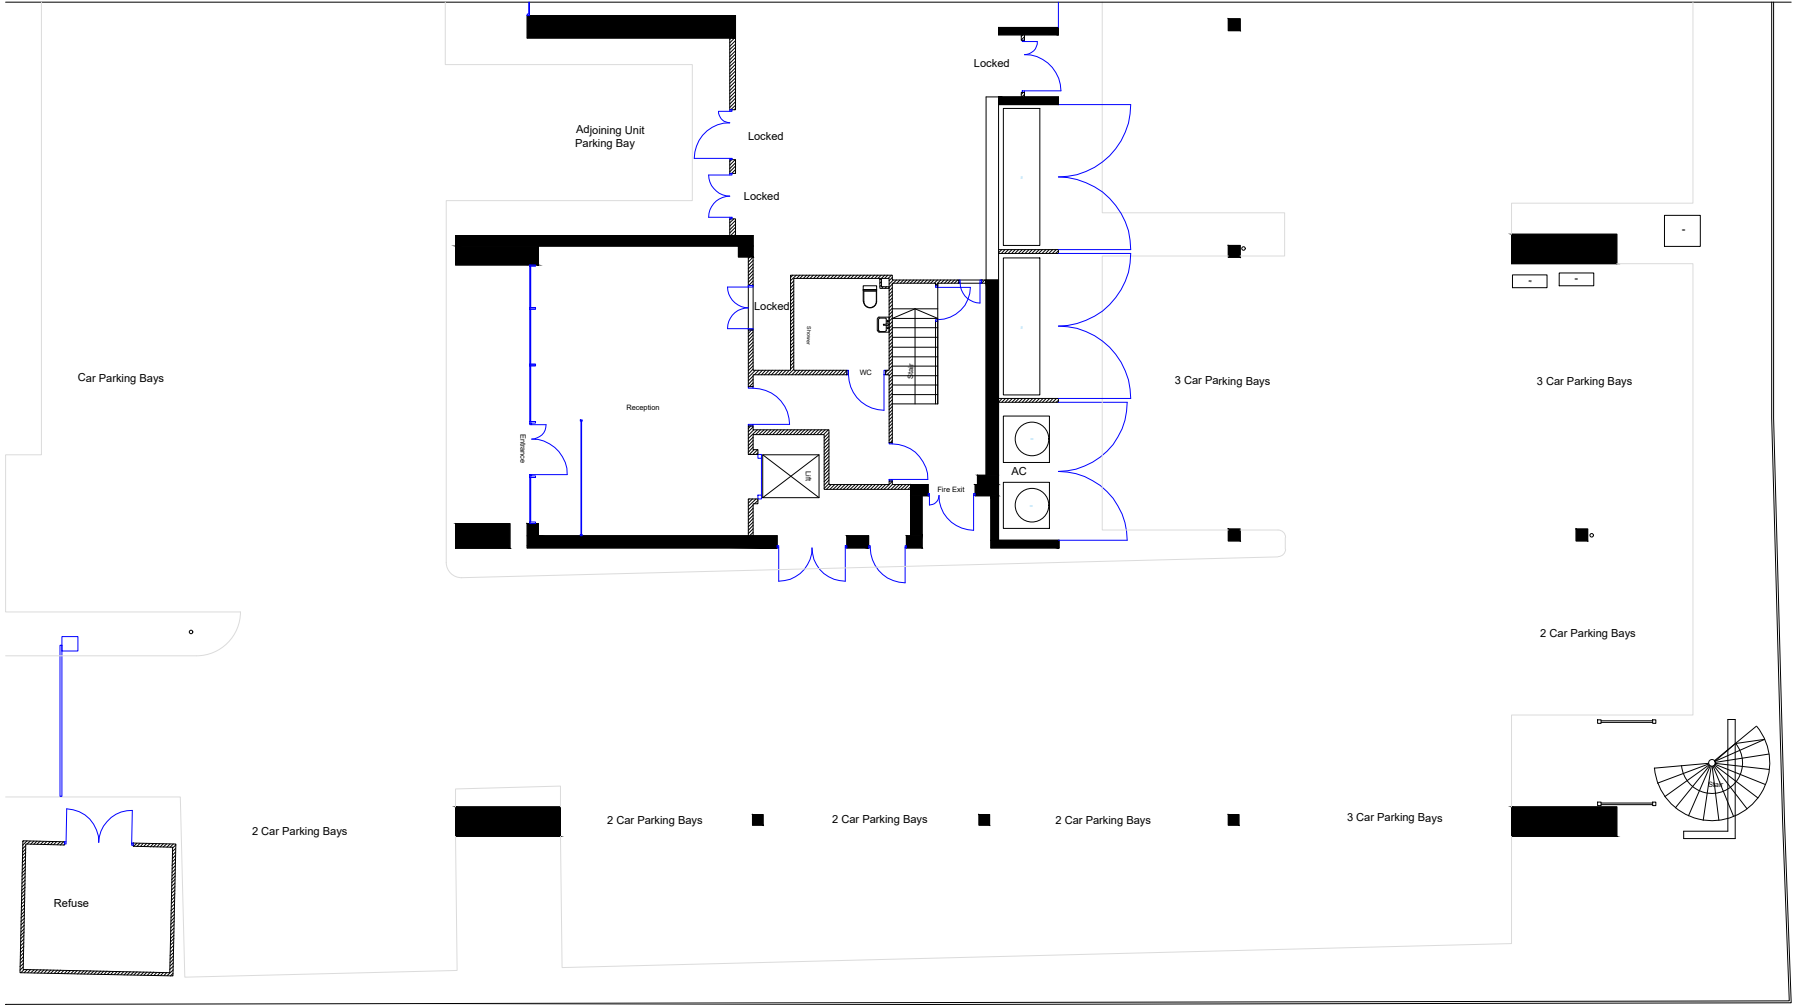 Locked
Adjoining Unit
Parking Bay
Locked
Locked
Locked
Shower
WC
Stair
Car Parking Bays
Reception
3 Car Parking Bays
3 Car Parking Bays
Entrance
Lift
AC
Fire Exit
2 Car Parking Bays
Stair
2 Car Parking Bays
2 Car Parking Bays
2 Car Parking Bays
2 Car Parking Bays
3 Car Parking Bays
Refuse